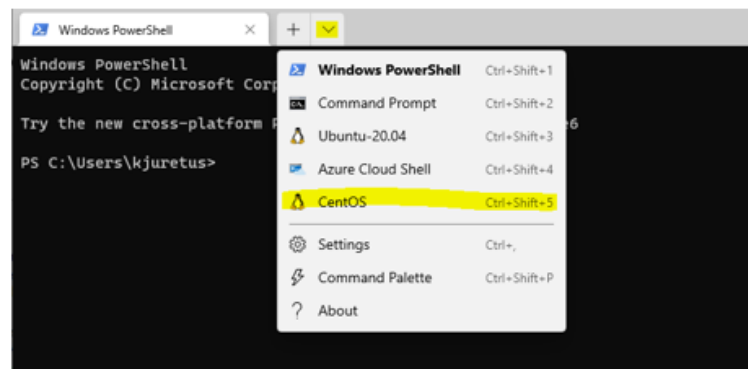 Windows PowerShell
Windows PowerShell
Copyright (C) Microsoft Corp
Try the new cross-platform
e6
PS C:\Users\kjuretus>
Windows PowerShell Ctrl+Shift+1
Command Prompt Ctrl+Shift+2
Ubuntu-20.04 Ctrl+Shift+3
Azure Cloud Shell Ctrl+Shift+4
CentOS Ctrl+Shift+5
Settings Ctrl+,
Command Palette Ctrl+Shift+P
About